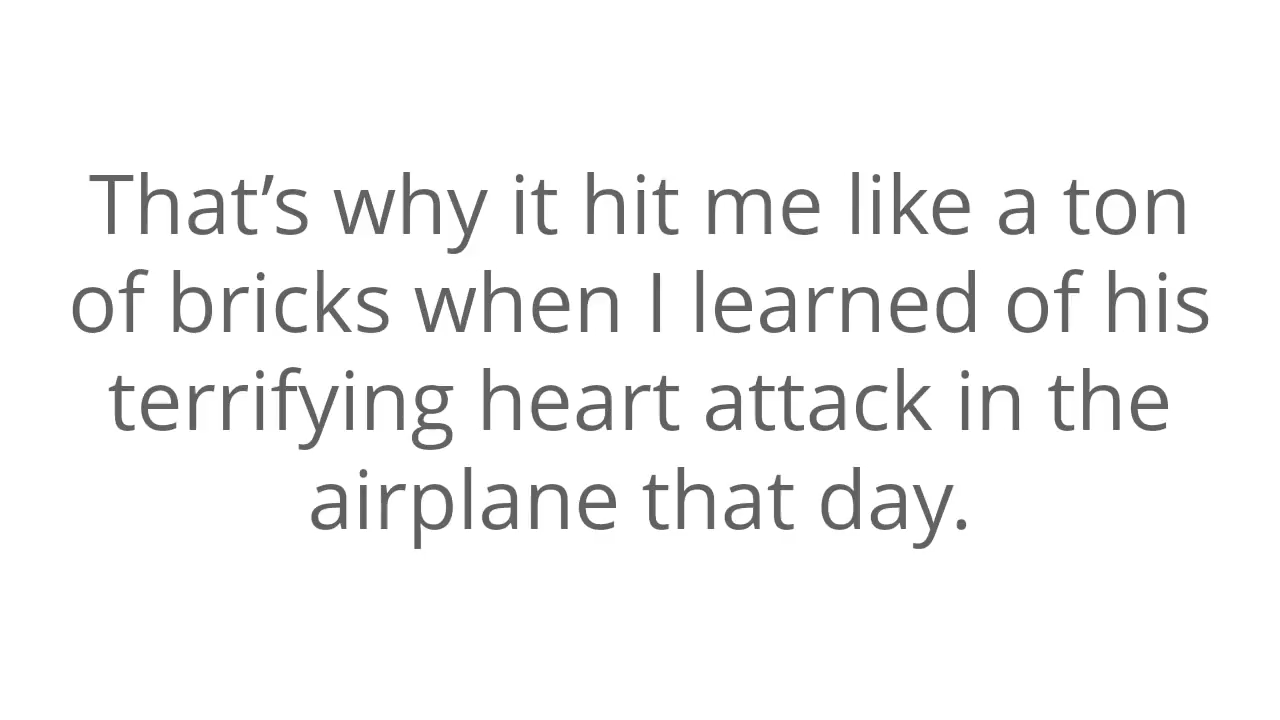 That’s why it hit me like a ton
of bricks when I learned of his
terrifying heart attack in the
airplane that day.